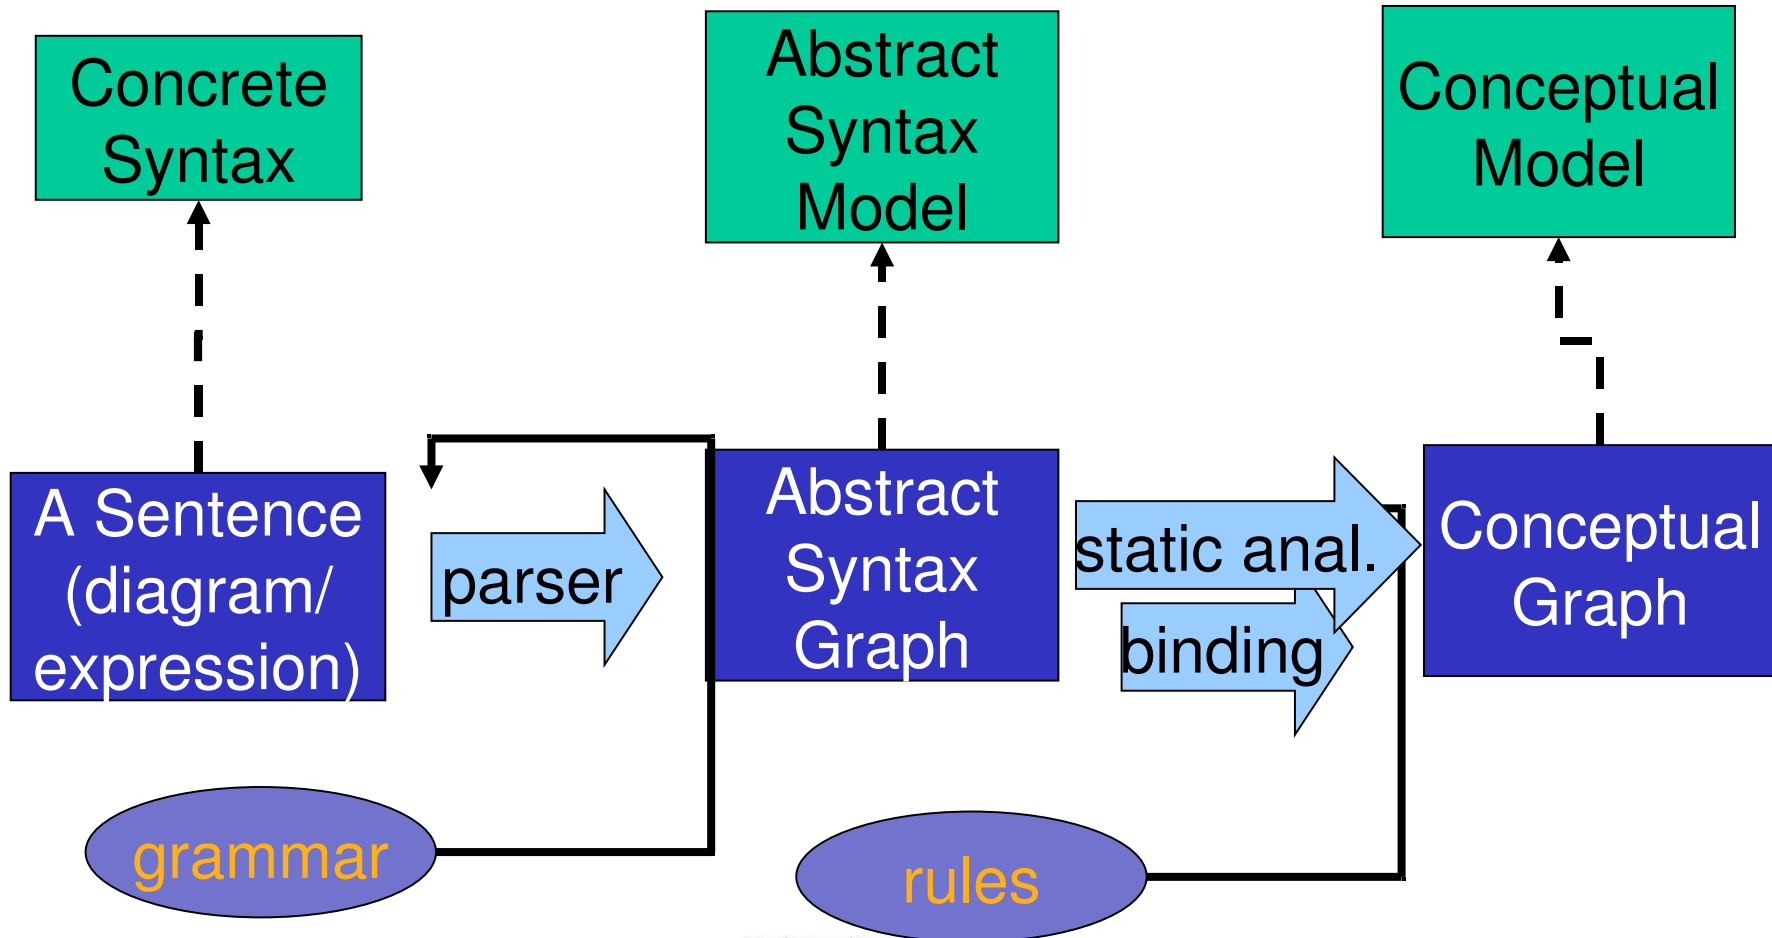 Concrete
Syntax
Abstract
Syntax
Model
Conceptual
Model
A Sentence
(diagram/
expression)
parser
Abstract
Syntax
Graph
static anal.
binding
Conceptual
Graph
grammar
rules